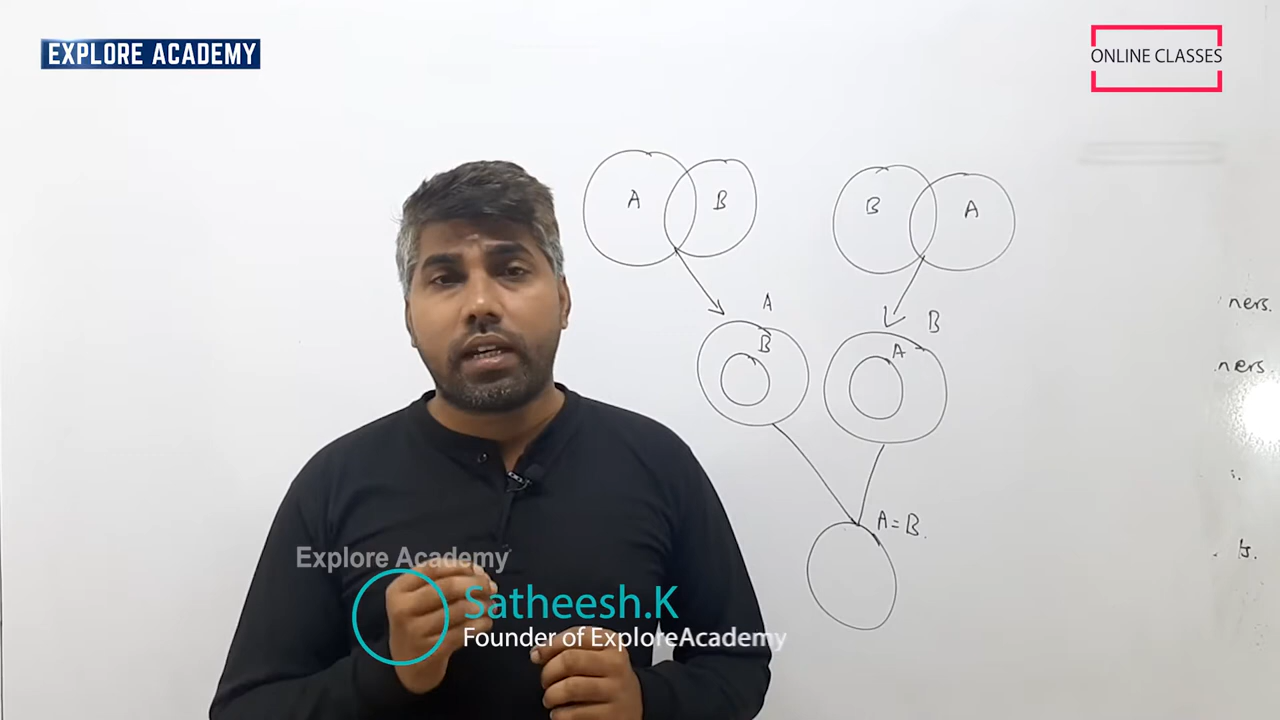 EXPLORE ACADEMY
ONLINE CLASSES
A B
B A
A
B
B
A
A=B.
ners.
ners.
Explore Academy
Satheesh.K
Founder of ExploreAcademy